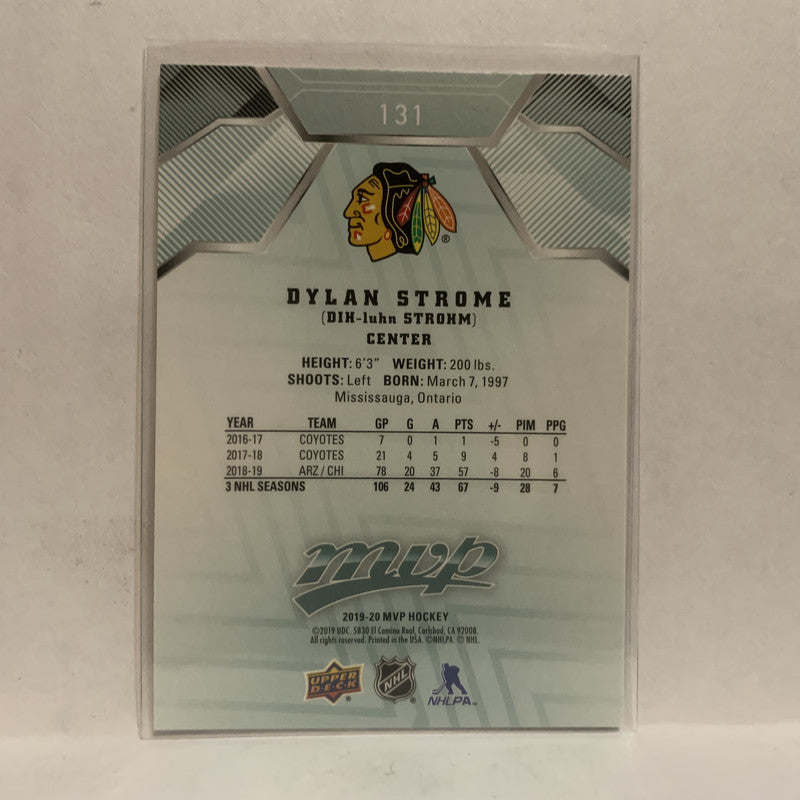 131
®
DYLAN STROME
(DIH-luhn STROHM)
CENTER
HEIGHT: 6'3" WEIGHT: 200 lbs.
SHOOTS: Left BORN: March 7, 1997
Mississauga, Ontario
YEAR TEAM GP G A PTS +/- PIM PPG
2016-17 COYOTES 7 0 1 1 -5 0 0
2017-18 COYOTES 21 4 5 9 4 8 1
2018-19 ARZ / CHI 78 20 37 57 -8 20 6
3 NHL SEASONS 106 24 43 67 -9 28 7
mvp
2019-20 MVP HOCKEY
©2019 UDC. 5830 El Camino Real, Carlsbad, CA 92008.
All rights reserved. Printed in the USA. ©NHLPA. © NHL.
UPPER DECK ® NHL ® NHLPA™